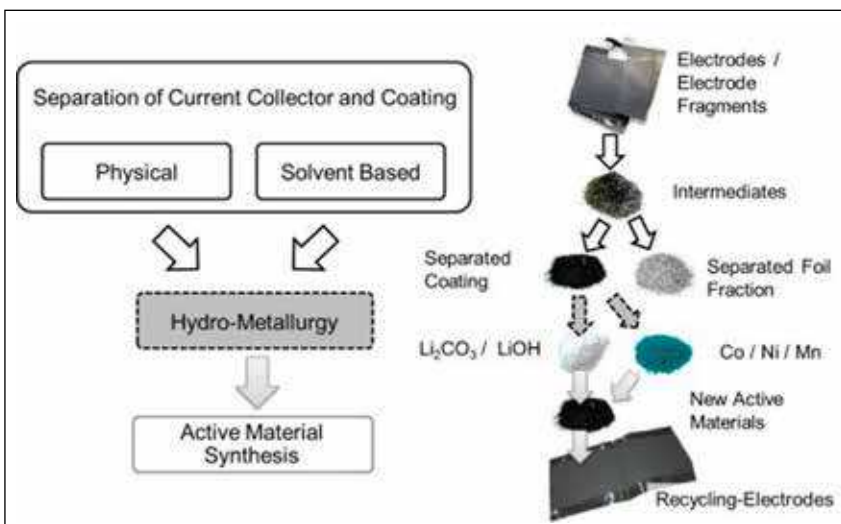 Separation of Current Collector and Coating
Physical
Solvent Based
Hydro-Metallurgy
Active Material
Synthesis
Electrodes /
Electrode
Fragments
Intermediates
Separated
Coating
Separated Foil
Fraction
Li₂CO₃ / LiOH
Co / Ni / Mn
New Active
Materials
Recycling-Electrodes